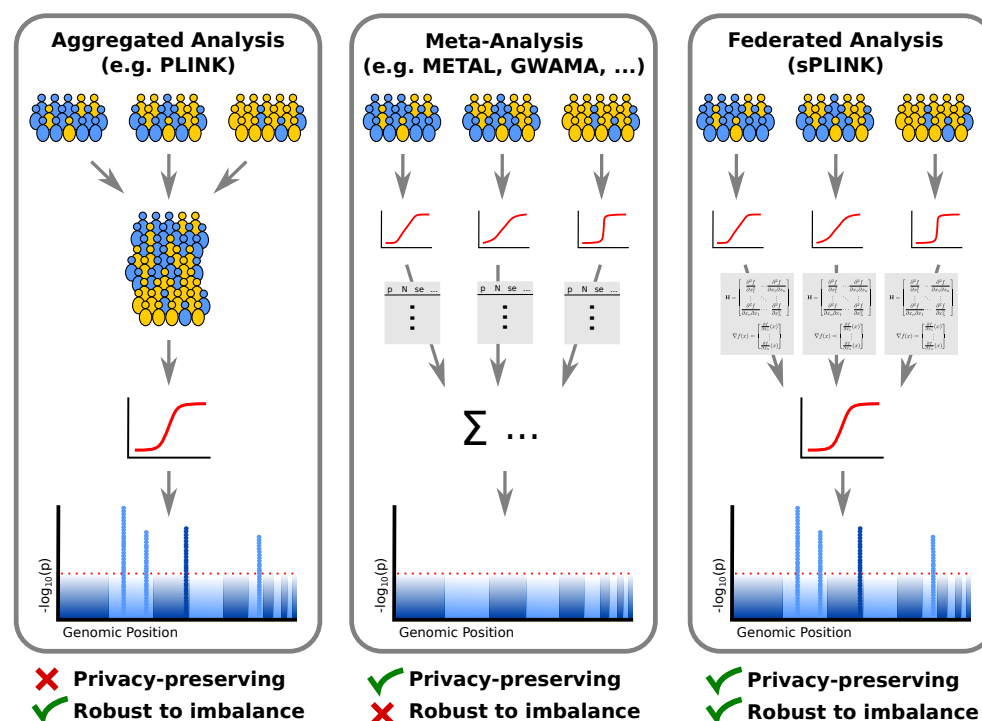 Aggregated Analysis
(e.g. PLINK)
-log10(p)
Genomic Position
Privacy-preserving
Robust to imbalance
Meta-Analysis
(e.g. METAL, GWAMA, ...)
p N se ...
p N se ...
p N se ...
Σ ...
-log10(p)
Genomic Position
Privacy-preserving
Robust to imbalance
Federated Analysis
(sPLINK)
-log10(p)
Genomic Position
Privacy-preserving
Robust to imbalance